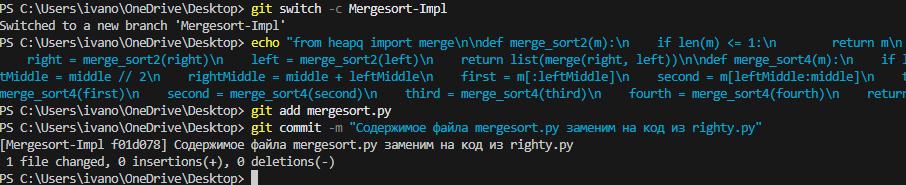 PS C:\Users\ivano\OneDrive\Desktop> git switch -c Mergesort-Impl
Switched to a new branch 'Mergesort-Impl'
PS C:\Users\ivano\OneDrive\Desktop> echo "from heapq import merge\n\ndef merge_sort2(m):\n    if len(m) <= 1:\n        return m\n
right = merge_sort2(right)\n    left = merge_sort2(left)\n    return list(merge(right, left))\n\ndef merge_sort4(m):\n    if l
tMiddle = middle // 2\n    rightMiddle = middle + leftMiddle\n    first = m[:leftMiddle]\n    second = m[leftMiddle:middle]\n    t
merge_sort4(first)\n    second = merge_sort4(second)\n    third = merge_sort4(third)\n    fourth = merge_sort4(fourth)\n    retur
PS C:\Users\ivano\OneDrive\Desktop> git add mergesort.py
PS C:\Users\ivano\OneDrive\Desktop> git commit -m "Содержимое файла mergesort.py заменим на код из righty.py"
[Mergesort-Impl f01d078] Содержимое файла mergesort.py заменим на код из righty.py
1 file changed, 0 insertions(+), 0 deletions(-)
PS C:\Users\ivano\OneDrive\Desktop>